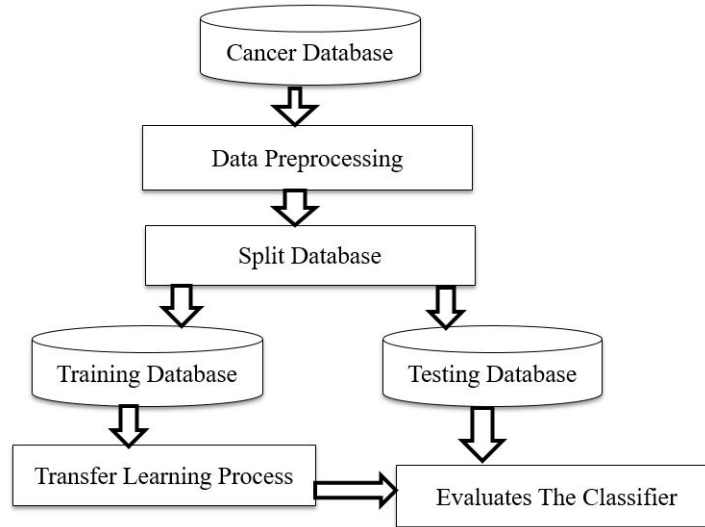 Cancer Database
Data Preprocessing
Split Database
Training Database
Testing Database
Transfer Learning Process
Evaluates The Classifier